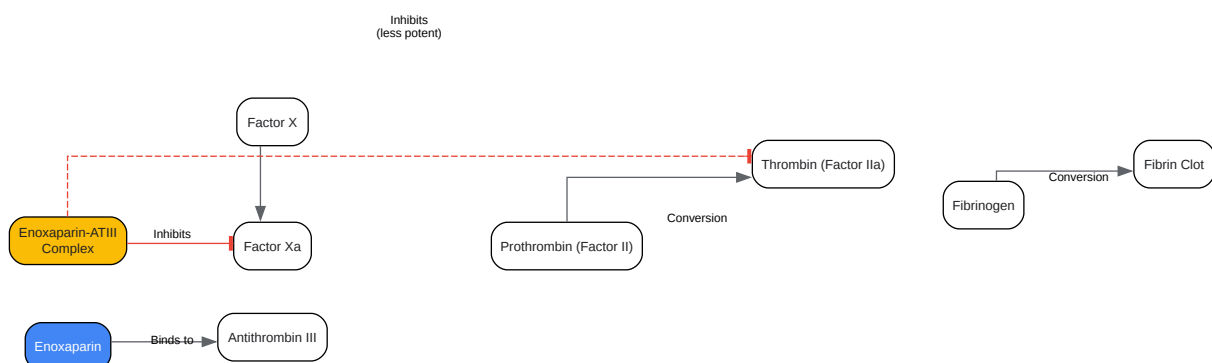 Inhibits
(less potent)
Factor X
Thrombin (Factor IIa)
Fibrin Clot
Conversion
Fibrinogen
Conversion
Enoxaparin-ATIII
Complex
Inhibits
Factor Xa
Prothrombin (Factor II)
Enoxaparin
Binds to
Antithrombin III